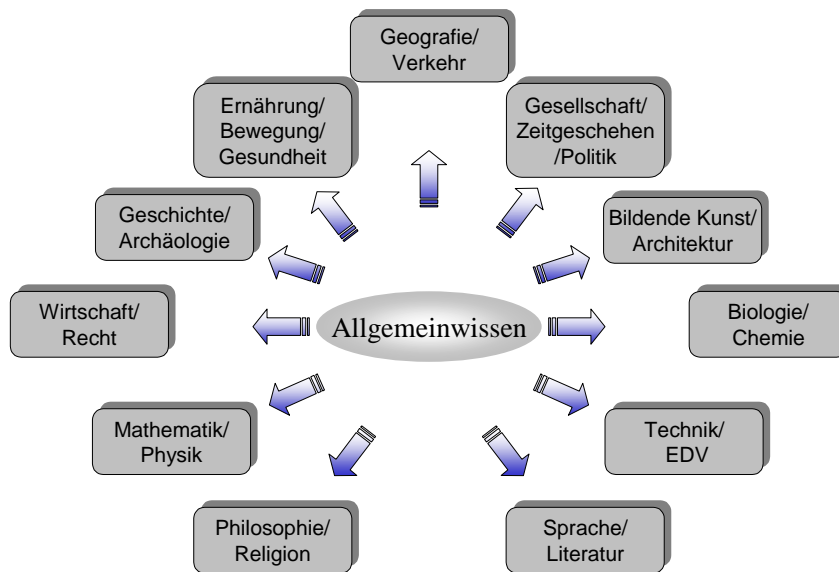 Geografie/
Verkehr
Ernährung/
Bewegung/
Gesundheit
Gesellschaft/
Zeitgeschehen
/Politik
Geschichte/
Archäologie
Bildende Kunst/
Architektur
Wirtschaft/
Recht
Allgemeinwissen
Biologie/
Chemie
Mathematik/
Physik
Technik/
EDV
Philosophie/
Religion
Sprache/
Literatur